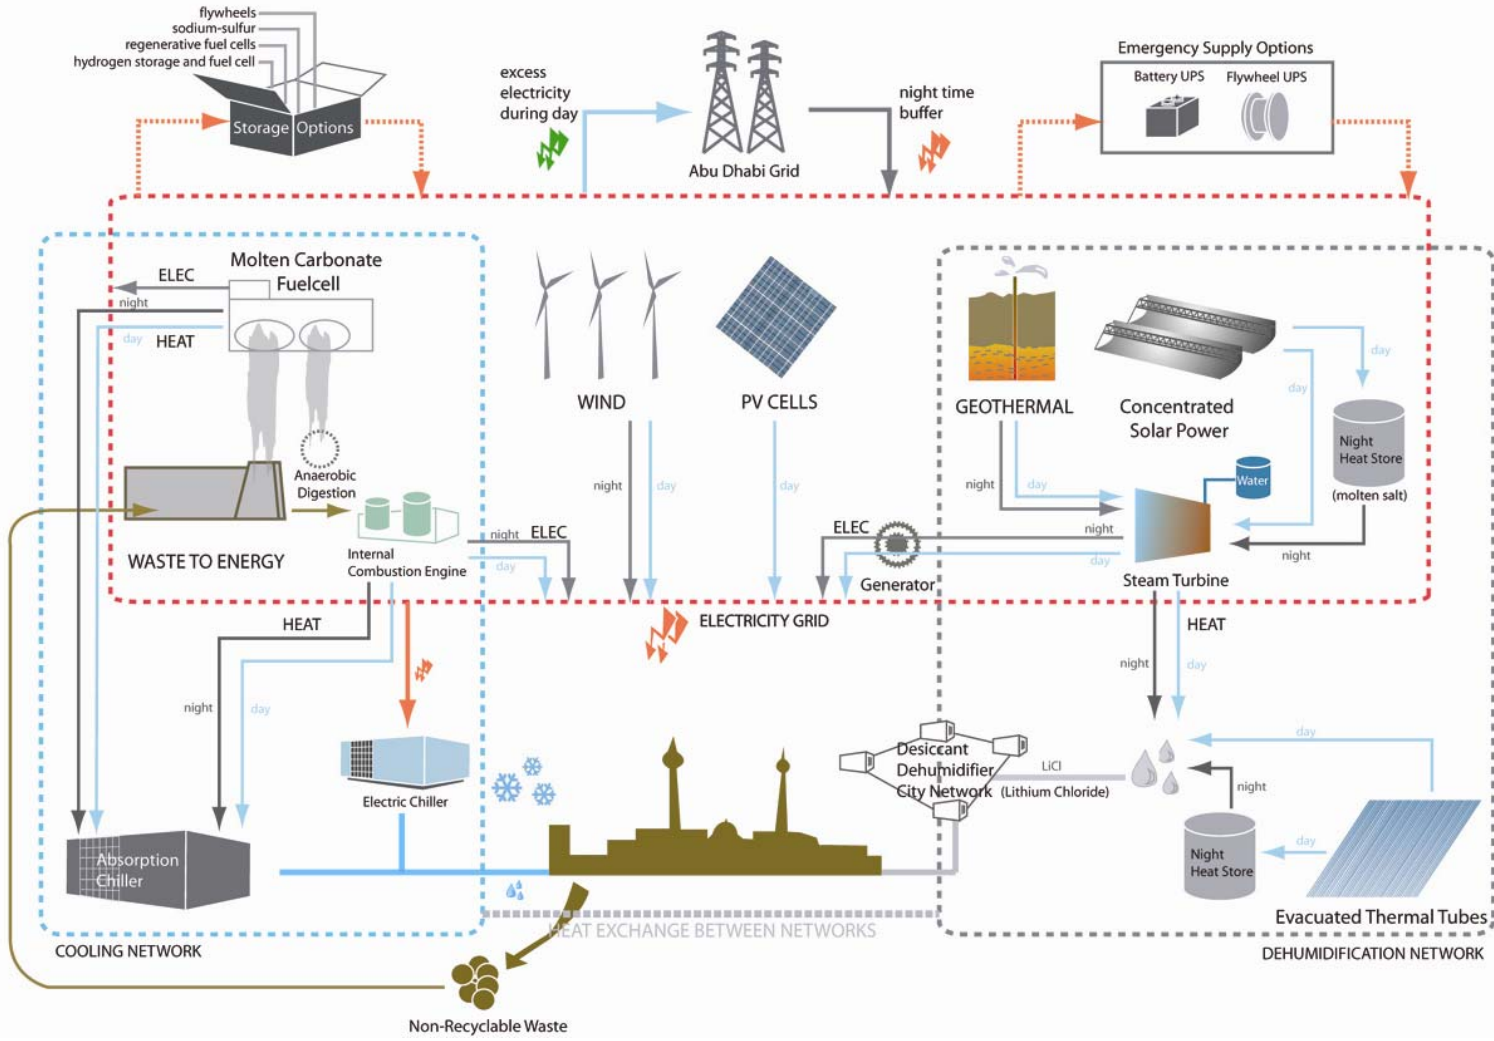 flywheels
sodium-sulfur
regenerative fuel cells
hydrogen storage and fuel cell
Storage Options
excess
electricity
during day
Abu Dhabi Grid
night time
buffer
Emergency Supply Options
Battery UPS
Flywheel UPS
Molten Carbonate
Fuelcell
ELEC
night
day
HEAT
Anaerobic
Digestion
WASTE TO ENERGY
Internal
Combustion Engine
night
ELEC
day
WIND
night
day
PV CELLS
day
GEOTHERMAL
night
day
Concentrated
Solar Power
day
day
Night
Heat Store
(molten salt)
night
Water
ELEC
night
day
Generator
Steam Turbine
ELECTRICITY GRID
HEAT
night
day
HEAT
night
day
Electric Chiller
Absorption
Chiller
COOLING NETWORK
Desiccant
Dehumidifier
City Network
LiCl
(Lithium Chloride)
day
night
Night
Heat Store
day
Evacuated Thermal Tubes
DEHUMIDIFICATION NETWORK
HEAT EXCHANGE BETWEEN NETWORKS
Non-Recyclable Waste